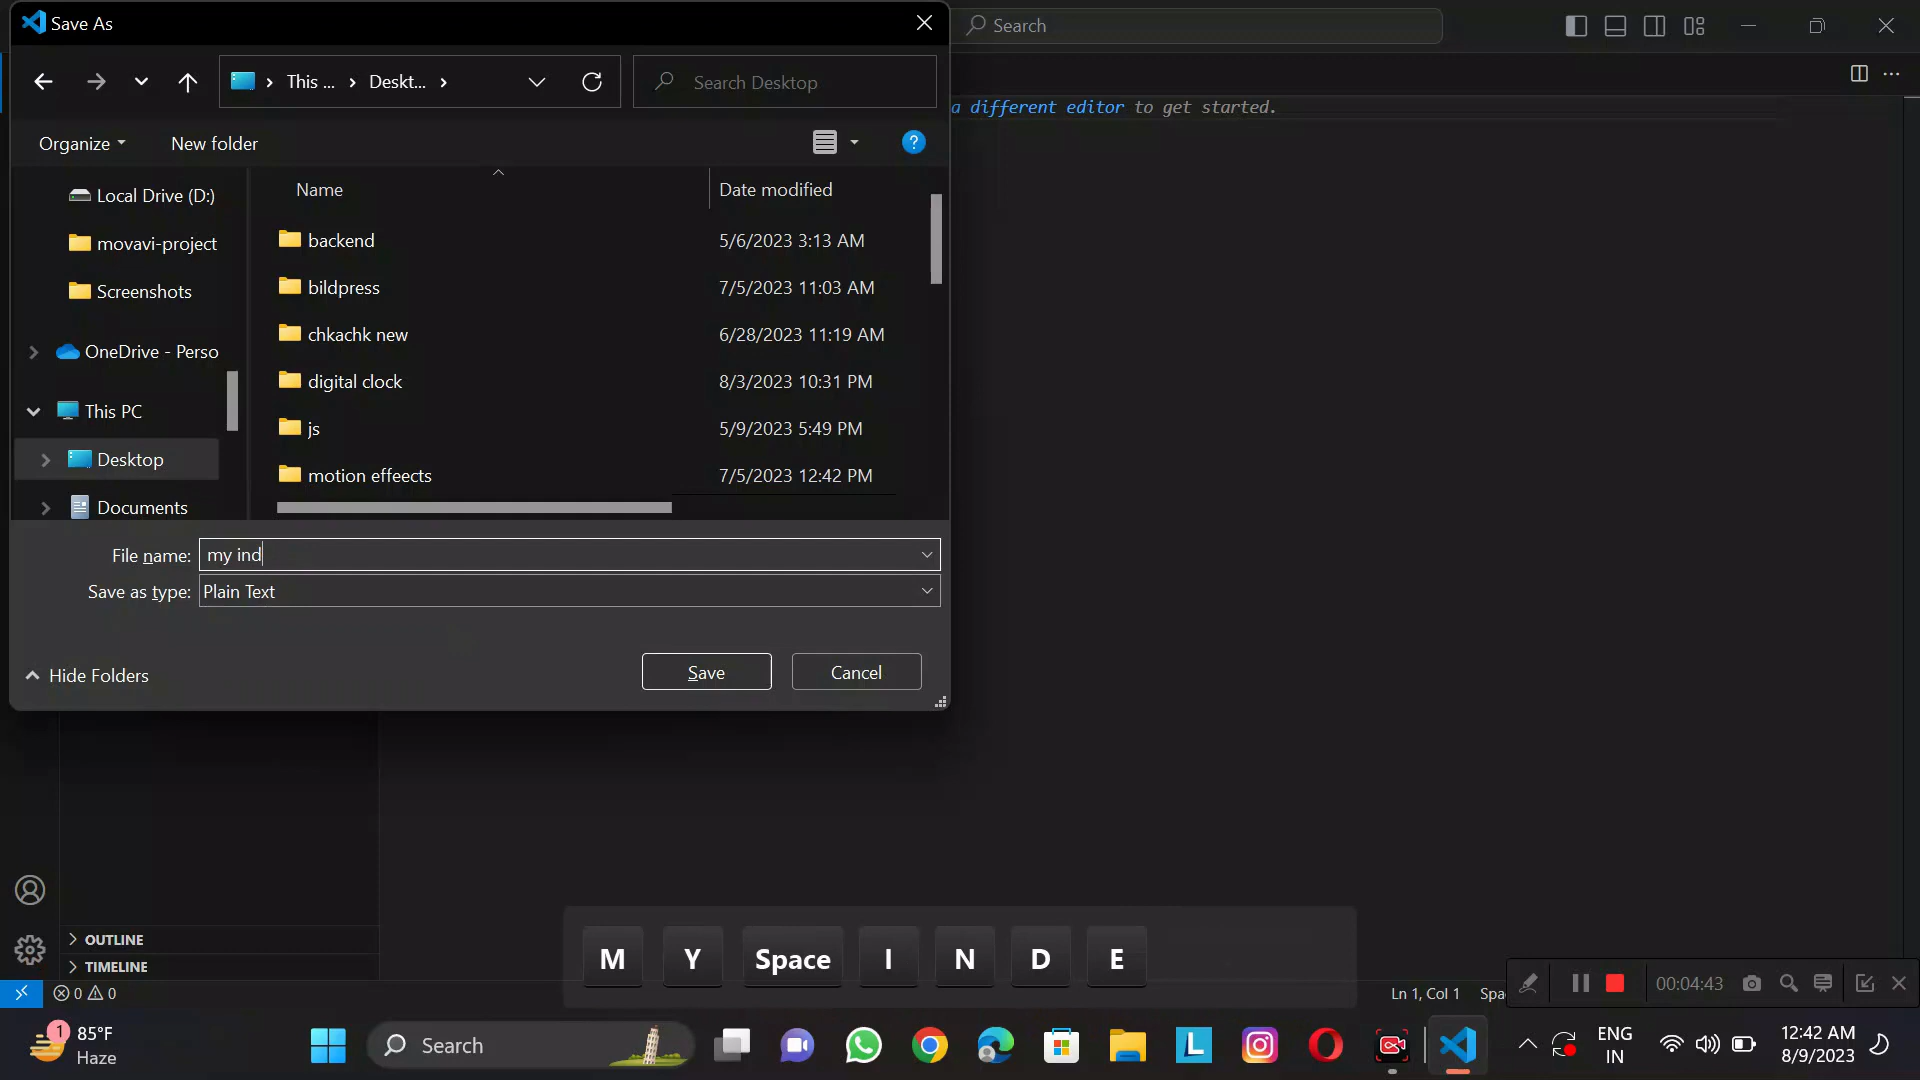 Save As
Search
This ...
Deskt...
Search Desktop
a different editor to get started.
Organize
New folder
?
Name
Date modified
Local Drive (D:)
movavi-project
Screenshots
OneDrive - Perso
This PC
Desktop
Documents
backend 5/6/2023 3:13 AM
bildpress 7/5/2023 11:03 AM
chkachk new 6/28/2023 11:19 AM
digital clock 8/3/2023 10:31 PM
js 5/9/2023 5:49 PM
motion effeects 7/5/2023 12:42 PM
File name: my ind
Save as type: Plain Text
Hide Folders
Save
Cancel
OUTLINE
TIMELINE
M Y Space I N D E
0 0
Ln 1, Col 1
Spa
00:04:43
1
85°F
Haze
Search
L
ENG
IN
12:42 AM
8/9/2023